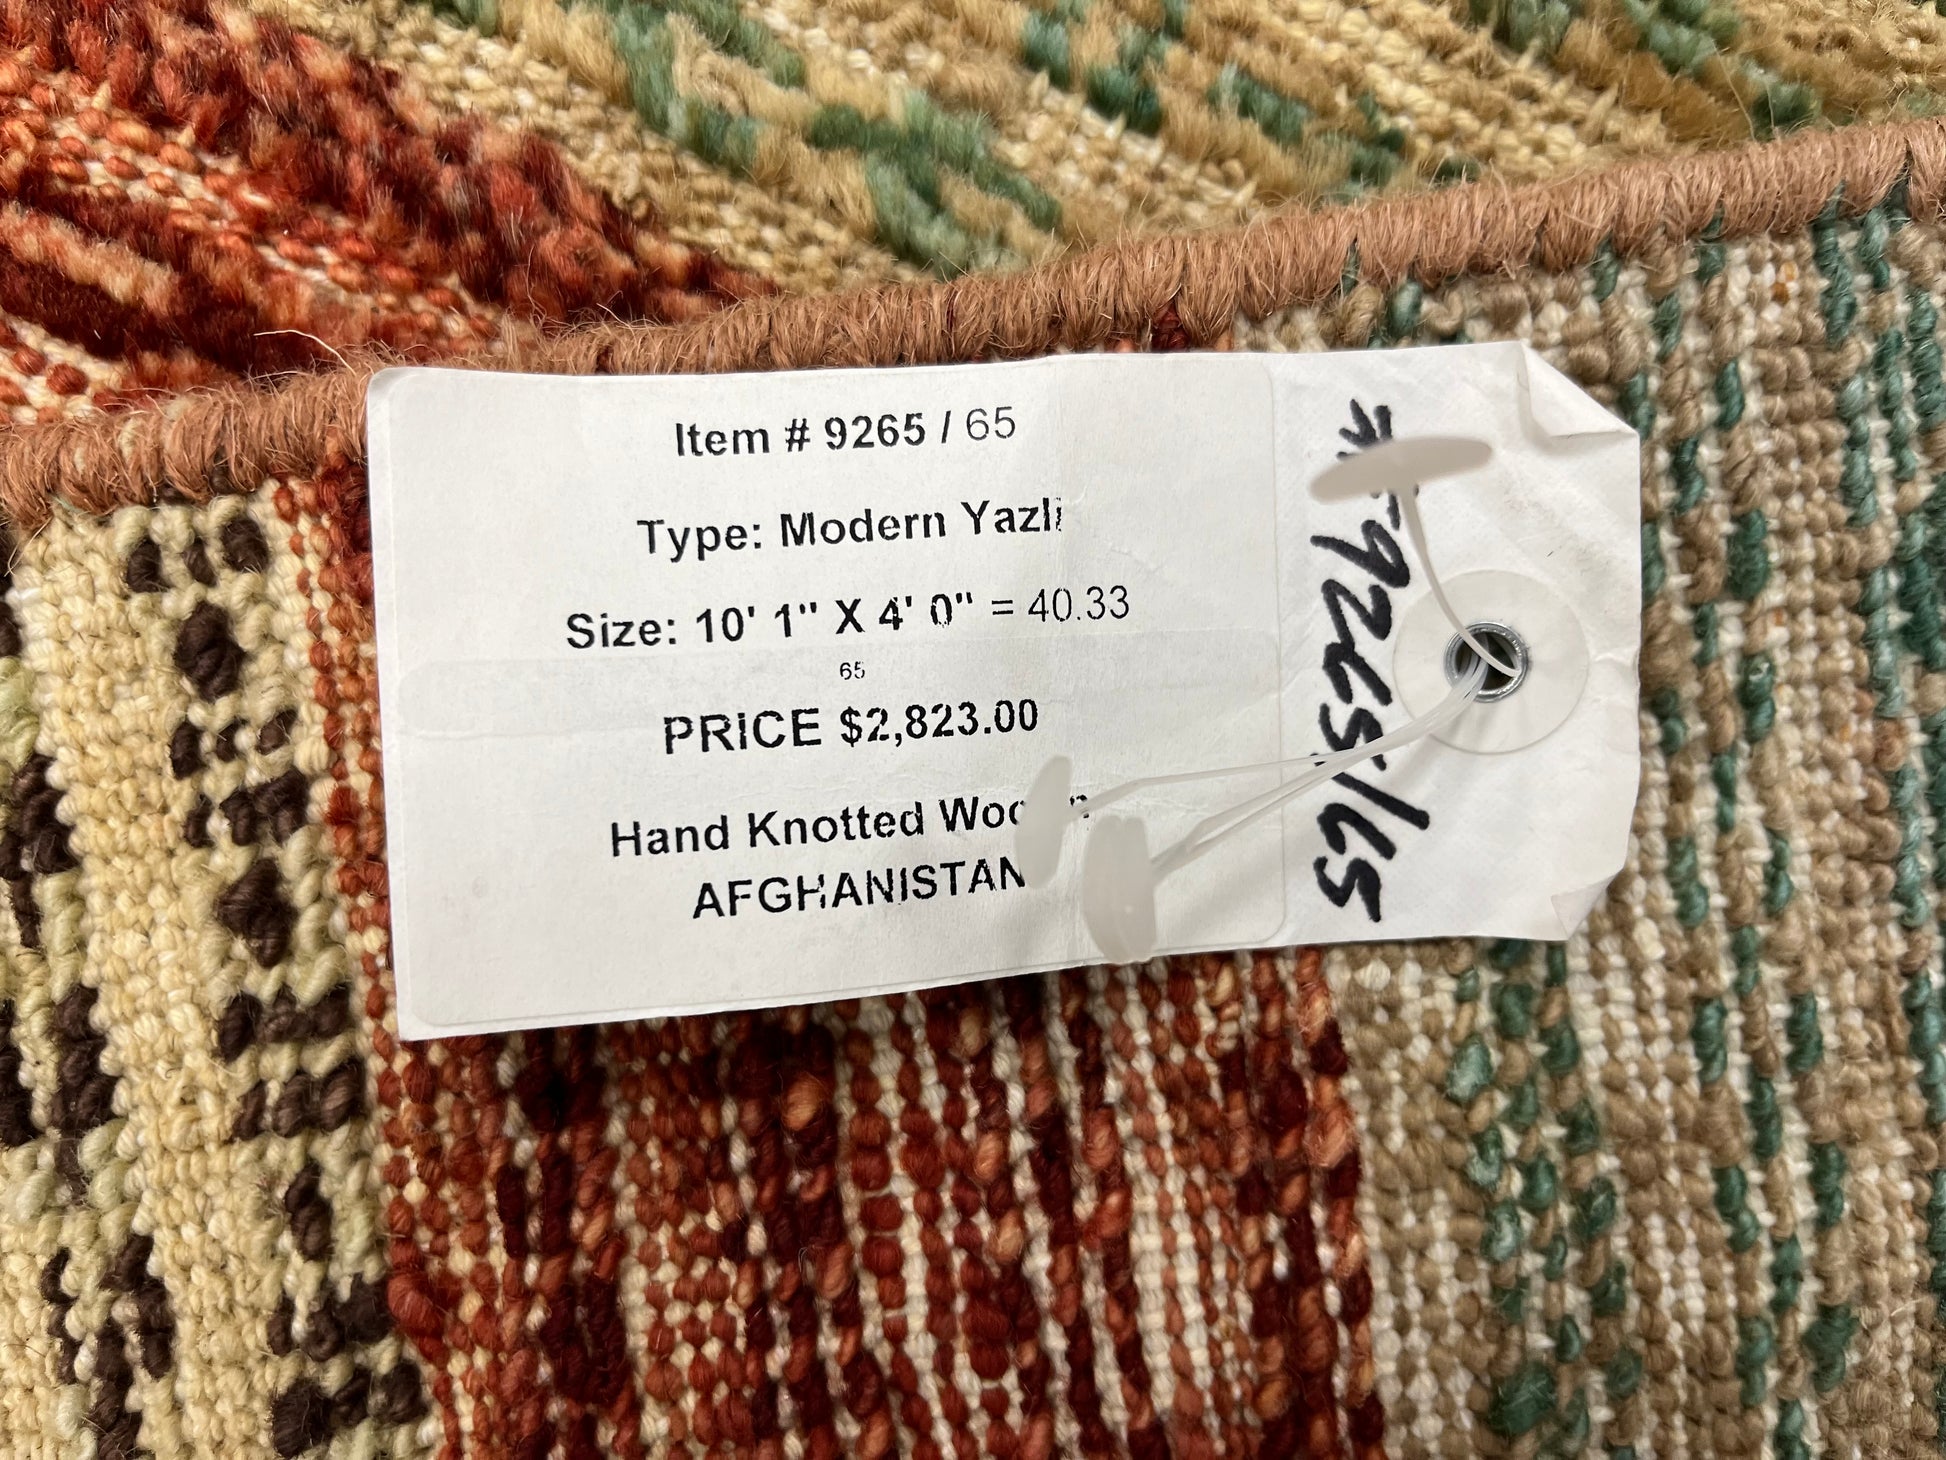 Item # 9265 / 65
Type: Modern Yazli
Size: 10' 1" X 4' 0" = 40.33
65
PRICE $2,823.00
Hand Knotted
AFGHANISTAN
9265/65